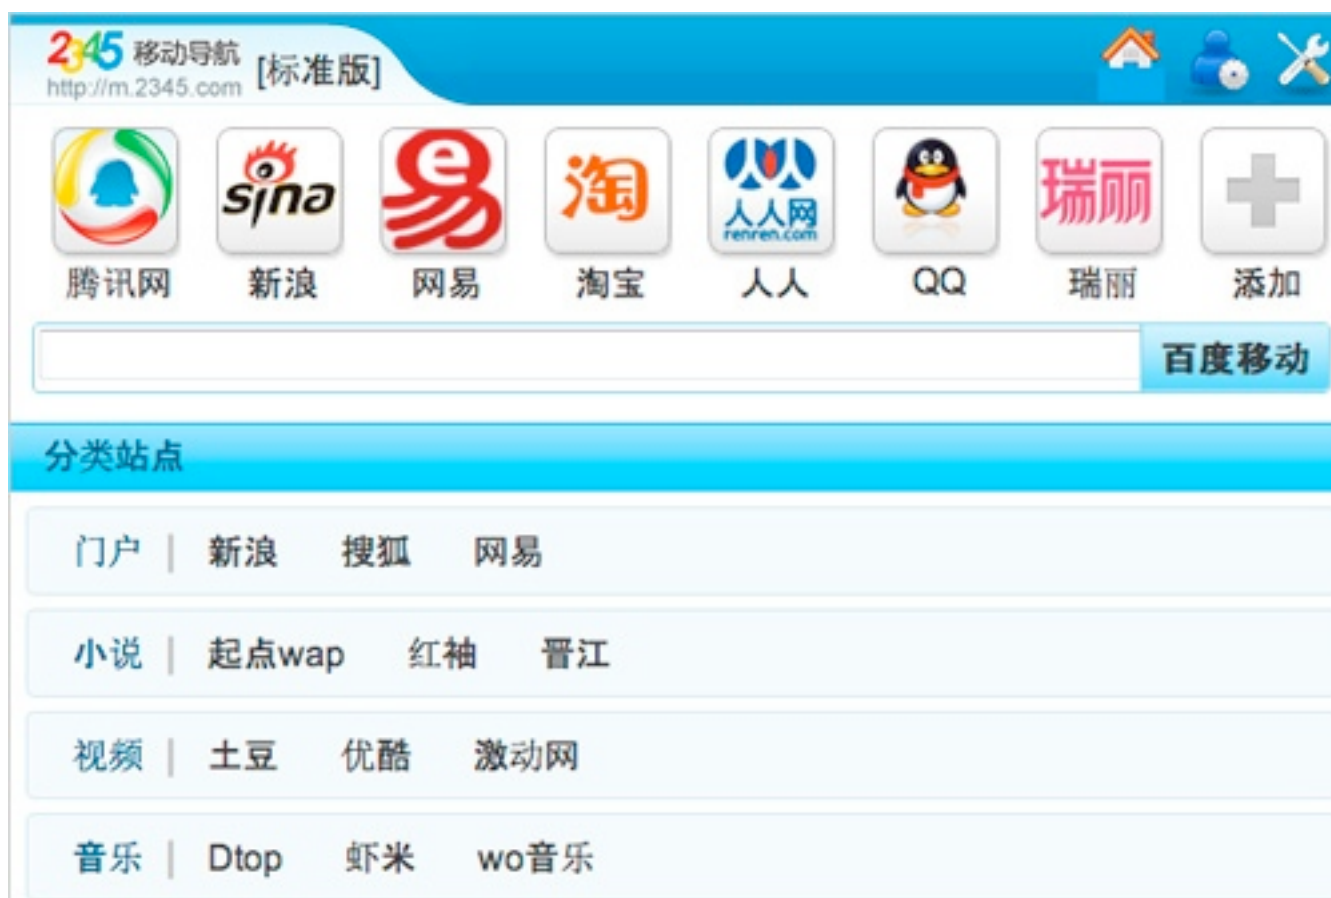 2345 移动导航 [标准版]
http://m.2345.com
sina 易 淘 人人网 renren.com 瑞丽
腾讯网 新浪 网易 淘宝 人人 QQ 瑞丽 添加
百度移动
分类站点
门户 | 新浪 搜狐 网易
小说 | 起点wap 红袖 晋江
视频 | 土豆 优酷 激动网
音乐 | Dtop 虾米 wo音乐